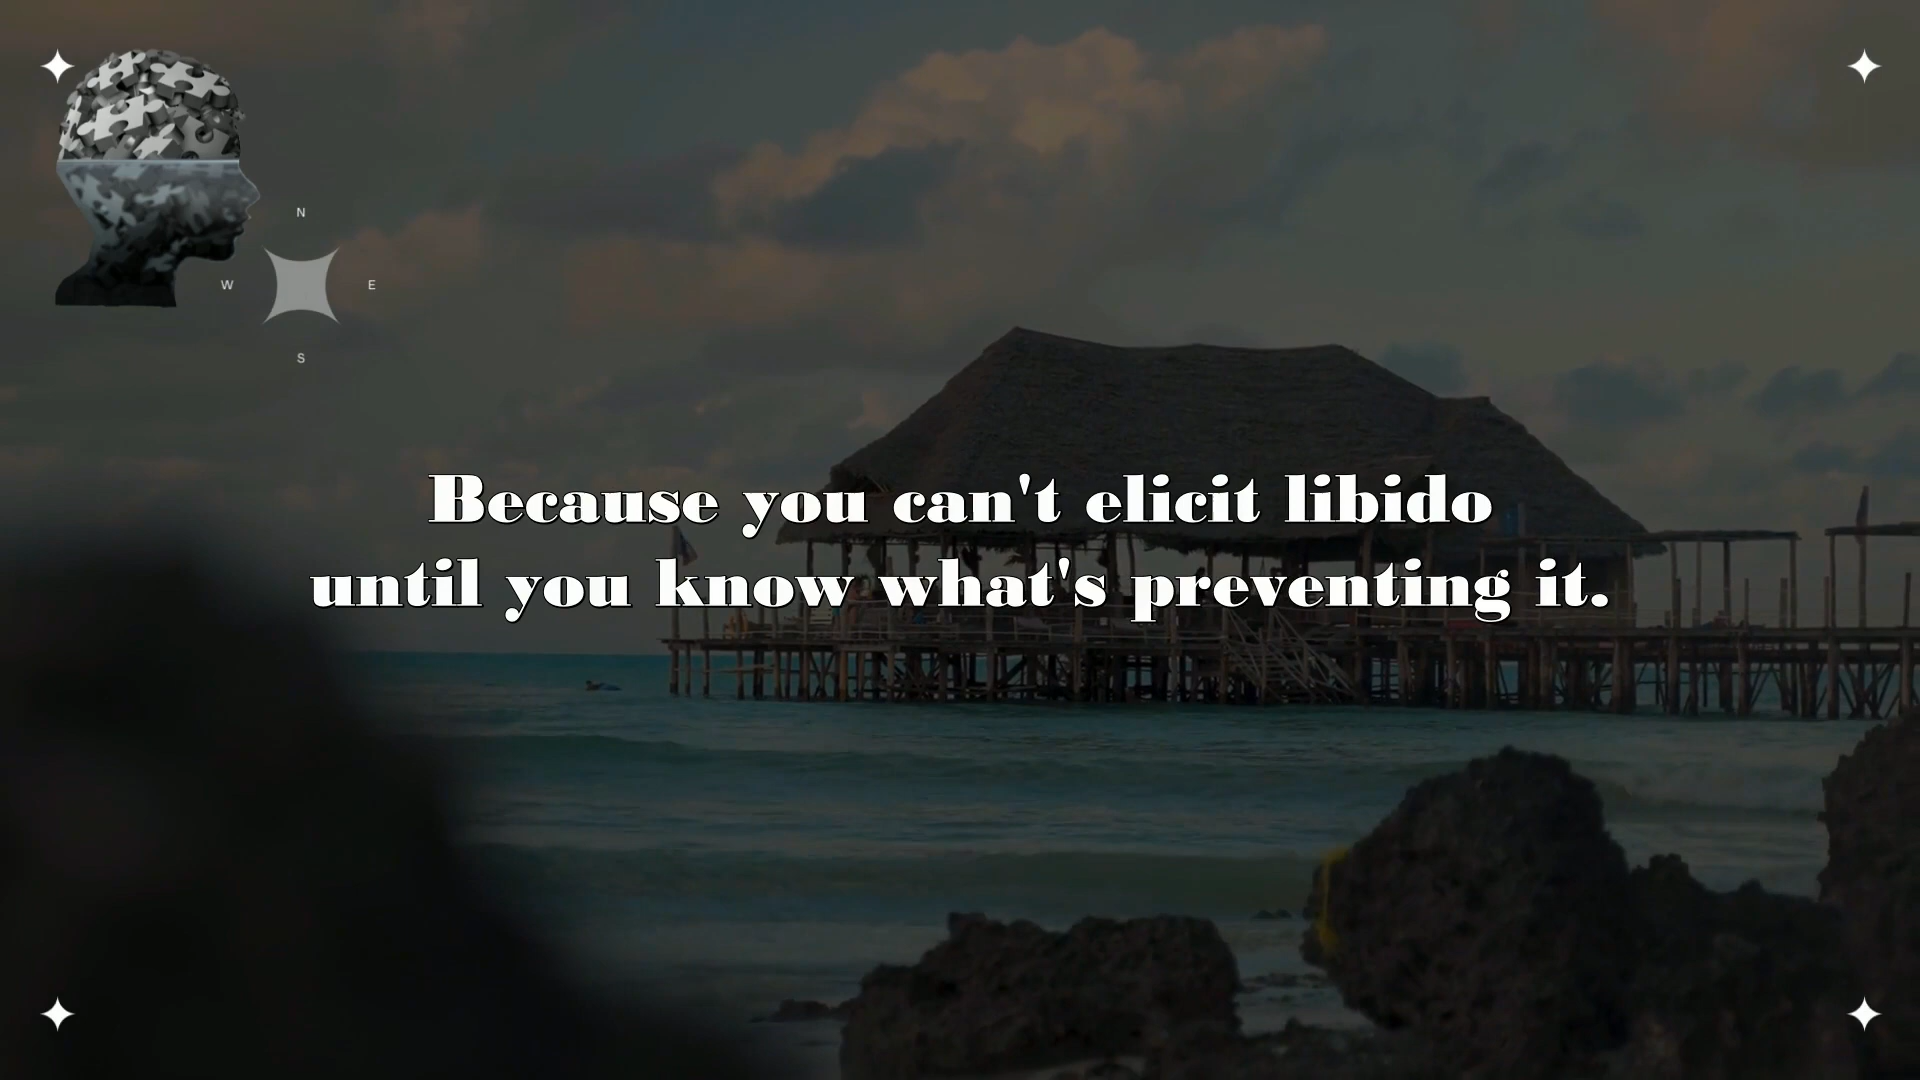 N
W E
S
Because you can't elicit libido
until you know what's preventing it.